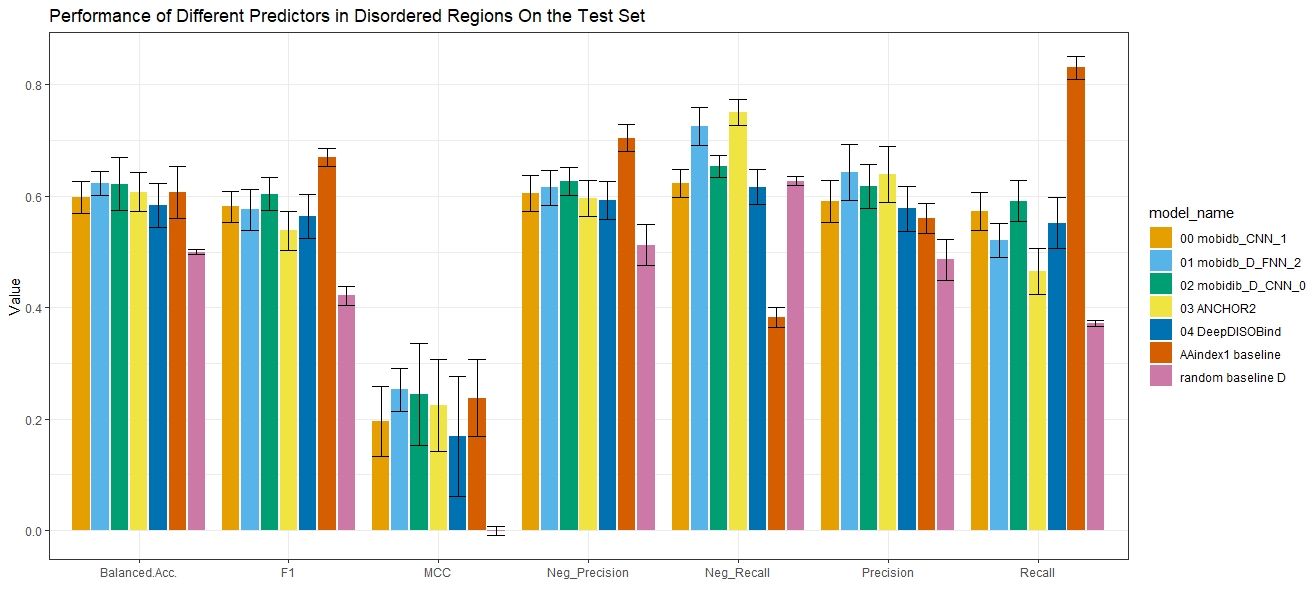 Performance of Different Predictors in Disordered Regions On the Test Set
Value
0.8
0.6
0.4
0.2
0.0
Balanced.Acc.
F1
MCC
Neg_Precision
Neg_Recall
Precision
Recall
model_name
00 mobidb_CNN_1
01 mobidb_D_FNN_2
02 mobidib_D_CNN_0
03 ANCHOR2
04 DeepDISOBind
AAindex1 baseline
random baseline D